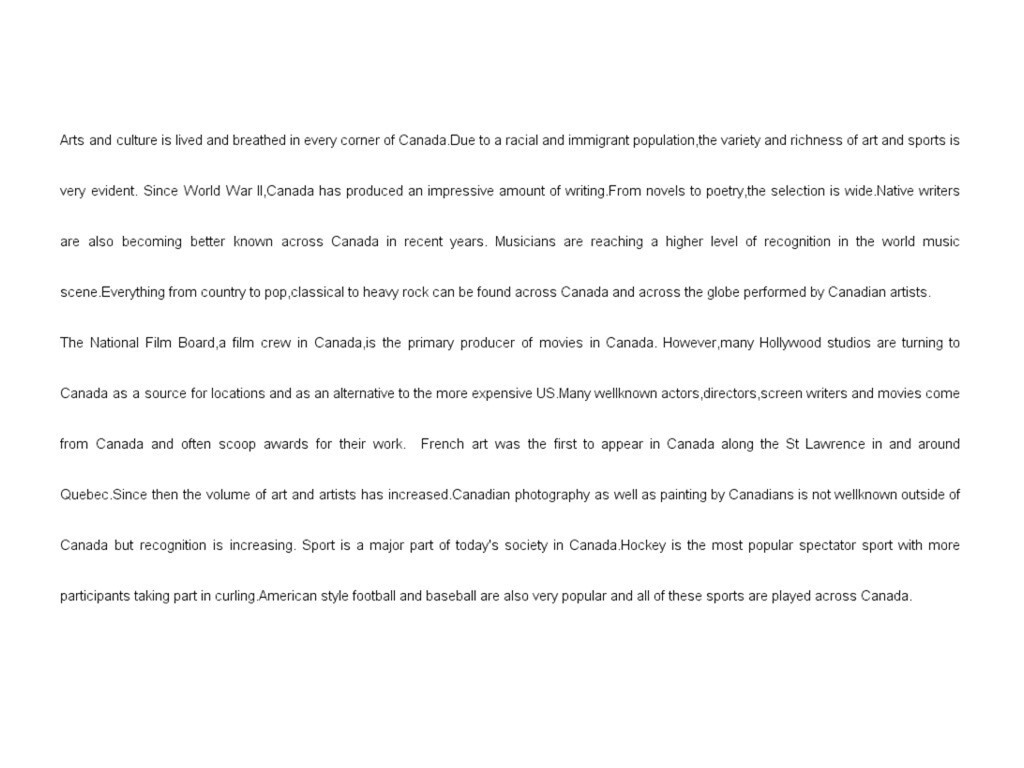 Arts and culture is lived and breathed in every corner of Canada.Due to a racial and immigrant population,the variety and richness of art and sports is
very evident. Since World War II,Canada has produced an impressive amount of writing.From novels to poetry,the selection is wide.Native writers
are also becoming better known across Canada in recent years. Musicians are reaching a higher level of recognition in the world music
scene.Everything from country to pop,classical to heavy rock can be found across Canada and across the globe performed by Canadian artists.
The National Film Board,a film crew in Canada,is the primary producer of movies in Canada. However,many Hollywood studios are turning to
Canada as a source for locations and as an alternative to the more expensive US.Many wellknown actors,directors,screen writers and movies come
from Canada and often scoop awards for their work.  French art was the first to appear in Canada along the St Lawrence in and around
Quebec.Since then the volume of art and artists has increased.Canadian photography as well as painting by Canadians is not wellknown outside of
Canada but recognition is increasing. Sport is a major part of today's society in Canada.Hockey is the most popular spectator sport with more
participants taking part in curling.American style football and baseball are also very popular and all of these sports are played across Canada.